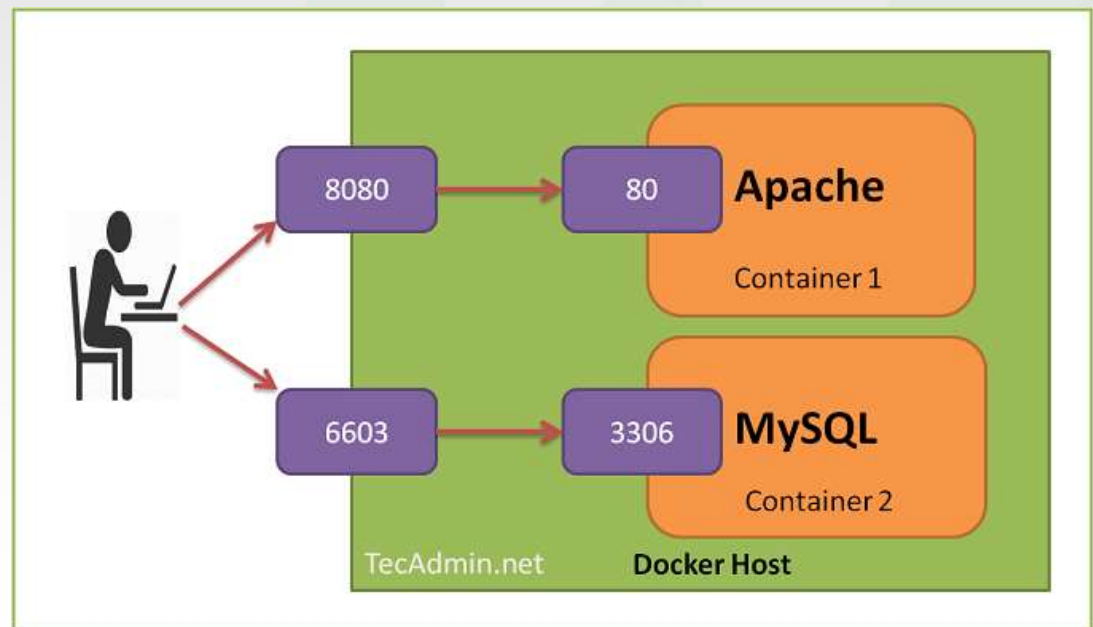 8080
80
Apache
Container 1
6603
3306
MySQL
Container 2
TecAdmin.net
Docker Host